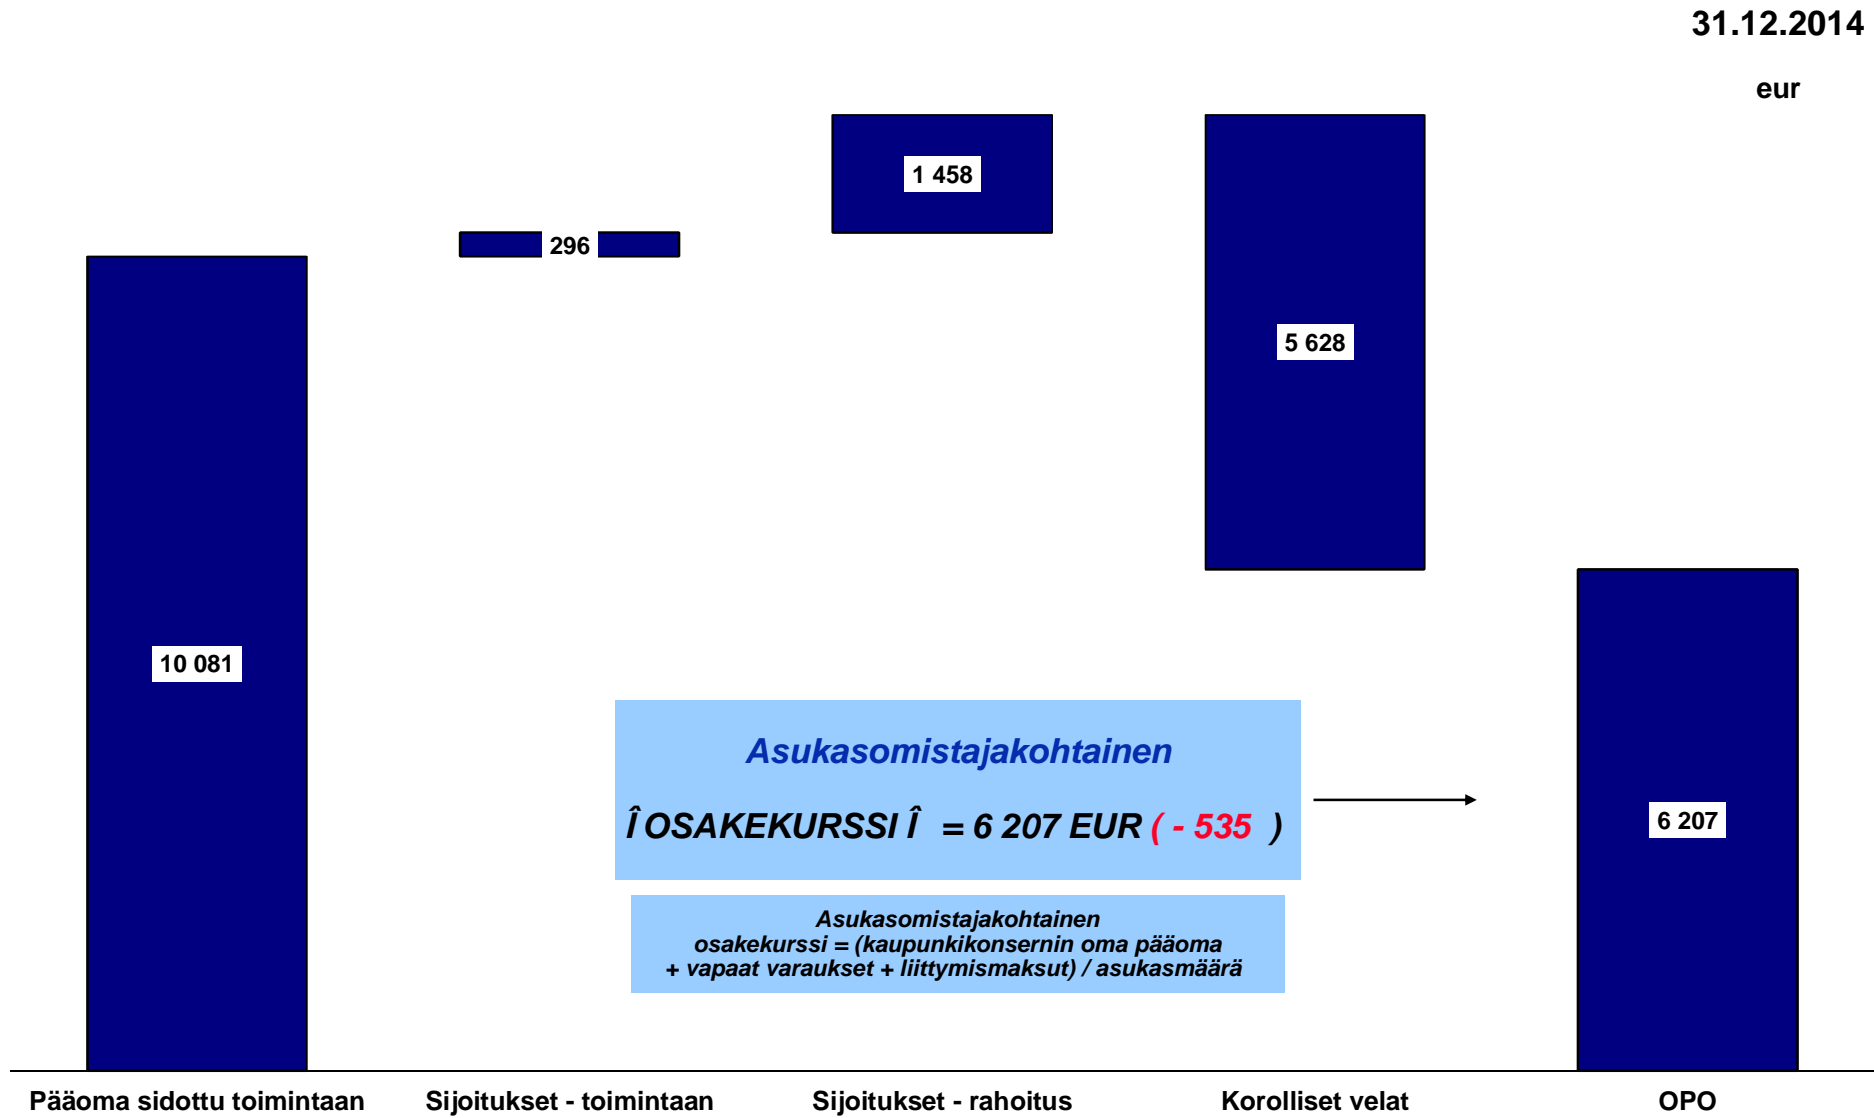 31.12.2014
eur
1 458
296
5 628
10 081
Asukasomistajakohtainen
Î OSAKEKURSSI Î = 6 207 EUR ( - 535 )
6 207
Asukasomistajakohtainen
osakekurssi = (kaupunkikonsernin oma pääoma
+ vapaat varaukset + liittymismaksut) / asukasmäärä
Pääoma sidottu toimintaan Sijoitukset - toimintaan Sijoitukset - rahoitus Korolliset velat OPO